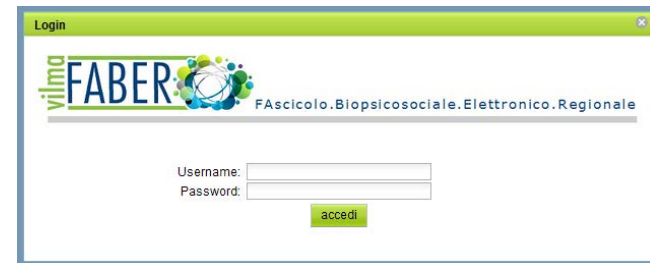 Login
vilma
FABER
FAscicolo.Biopsicosociale.Elettronico.Regionale
Username:
Password:
accedi